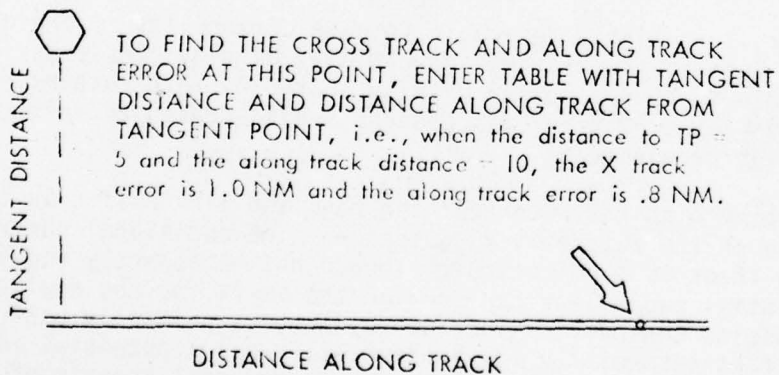 TO FIND THE CROSS TRACK AND ALONG TRACK
ERROR AT THIS POINT, ENTER TABLE WITH TANGENT
DISTANCE AND DISTANCE ALONG TRACK FROM
TANGENT POINT, i.e., when the distance to TP =
5 and the along track distance = 10, the X track
error is 1.0 NM and the along track error is .8 NM.
TANGENT DISTANCE
DISTANCE ALONG TRACK